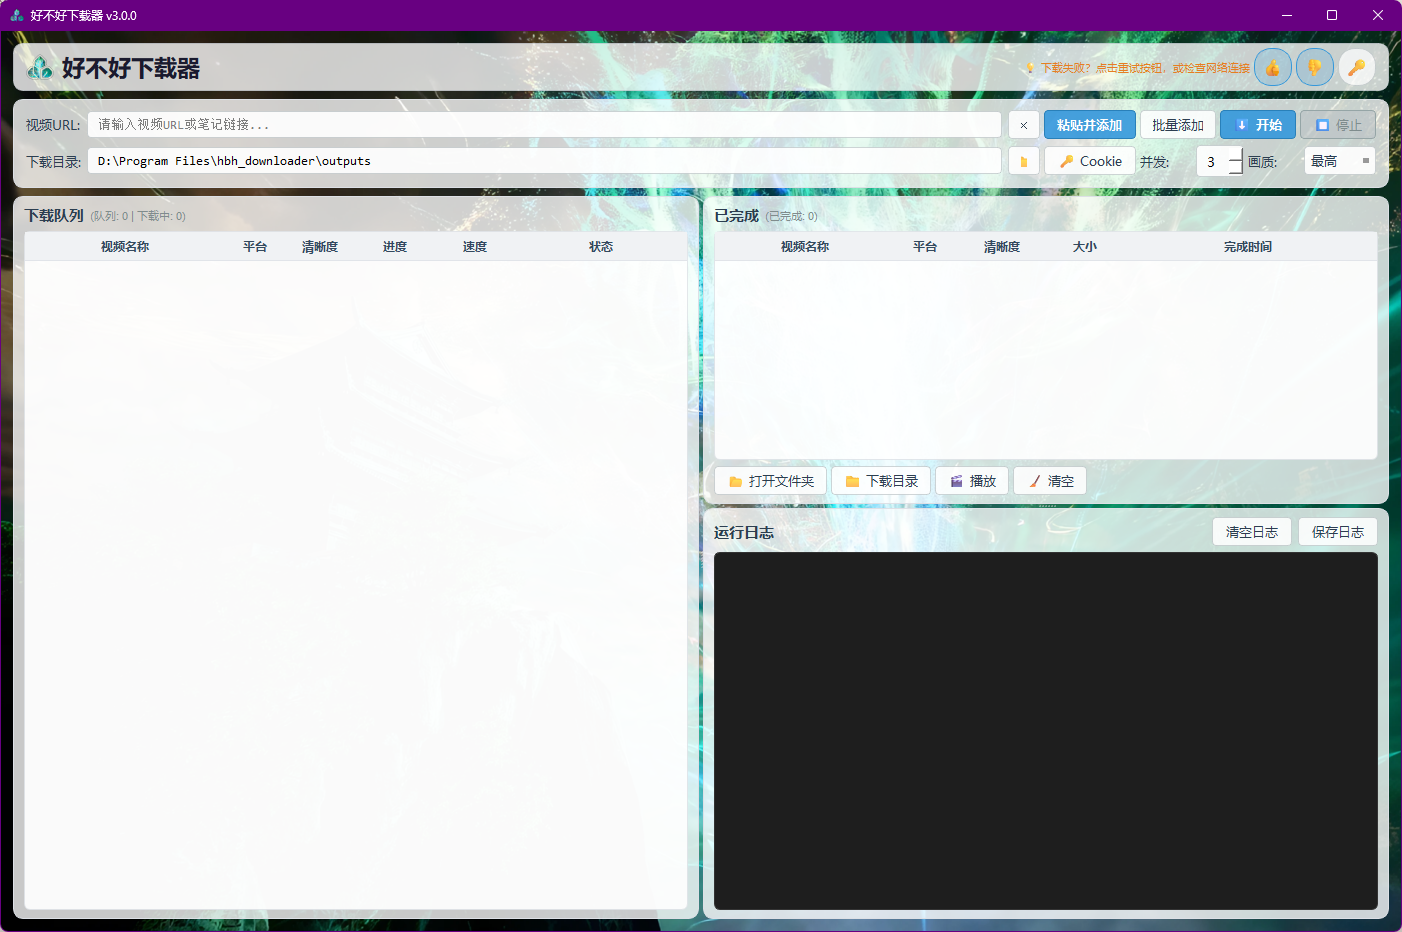 好不好下载器 v3.0.0
好不好下载器
下载失败？点击重试按钮，或检查网络连接
视频URL: 请输入视频URL或笔记链接... × 粘贴并添加 批量添加 开始 停止
下载目录: D:\Program Files\hbh_downloader\outputs Cookie 并发: 3 画质: 最高
下载队列 (队列: 0 | 下载中: 0)
视频名称 平台 清晰度 进度 速度 状态
已完成 (已完成: 0)
视频名称 平台 清晰度 大小 完成时间
打开文件夹 下载目录 播放 清空
运行日志 清空日志 保存日志